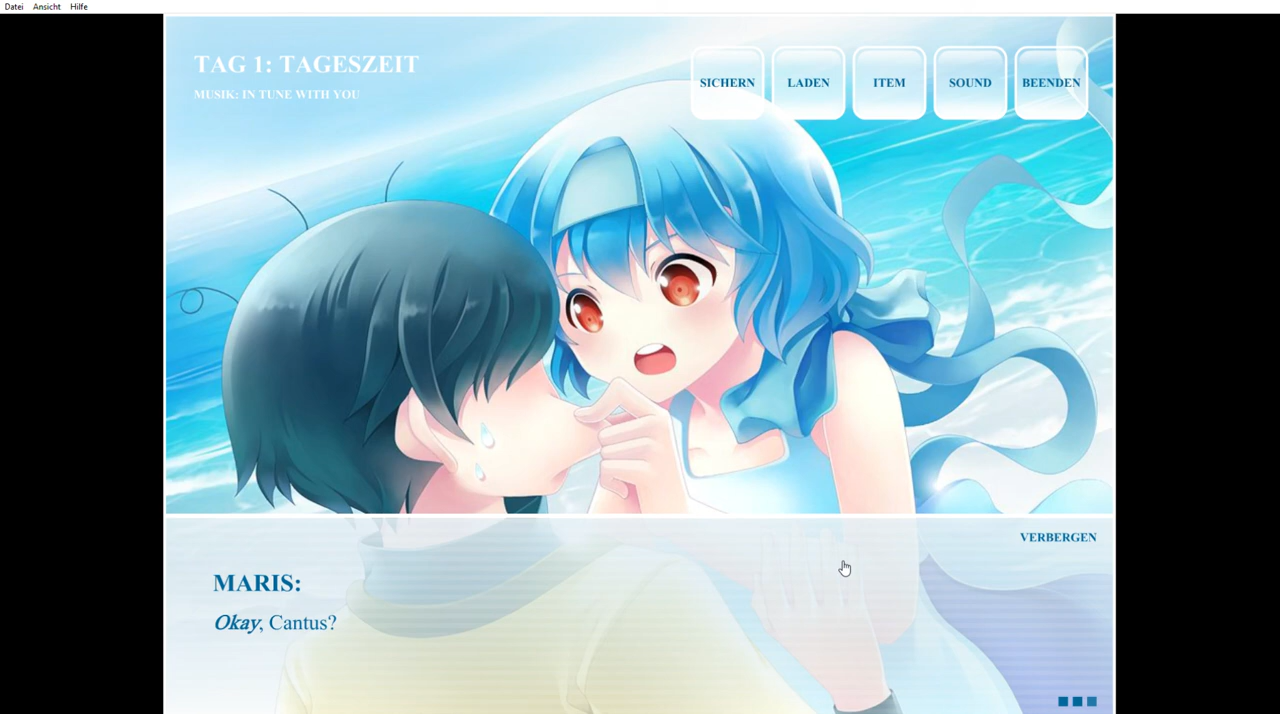 Datei Ansicht Hilfe
TAG 1: TAGESZEIT
MUSIK: IN TUNE WITH YOU
SICHERN LADEN ITEM SOUND BEENDEN
VERBERGEN
MARIS:
Okay, Cantus?